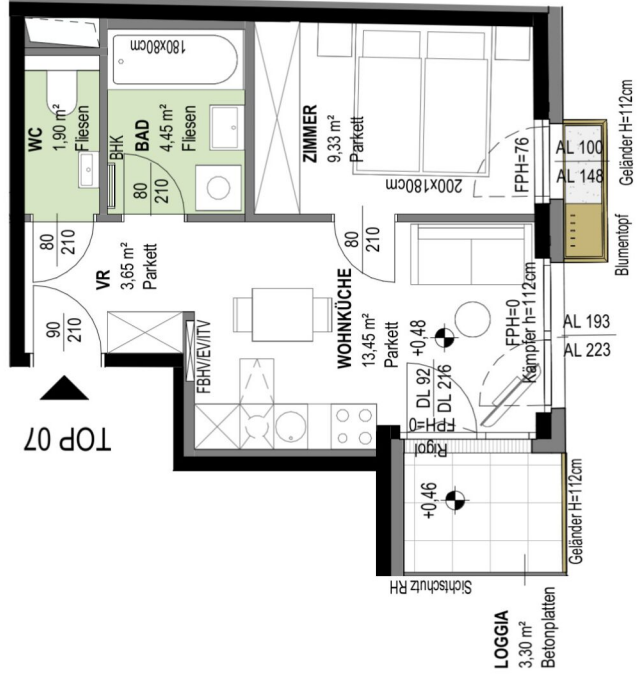 180x80cm
WC
1,90 m²
Fliesen
BAD
4,45 m²
Fliesen
BHK
80
210
80
210
ZIMMER
9,33 m²
Parkett
200x180cm
FPH=76
AL 100
AL 148
Geländer H=112cm
Blumentopf
VR
3,65 m²
Parkett
90
210
80
210
WOHNKÜCHE
13,45 m²
Parkett
FBHV/EV/ITV
+0,48
FPH=0
Kämpfer h=112cm
AL 193
AL 223
DL 92
DL 216
FPH=0
Rigol
TOP 07
+0,46
Geländer H=112cm
Sichtschutz RH
LOGGIA
3,30 m²
Betonplatten